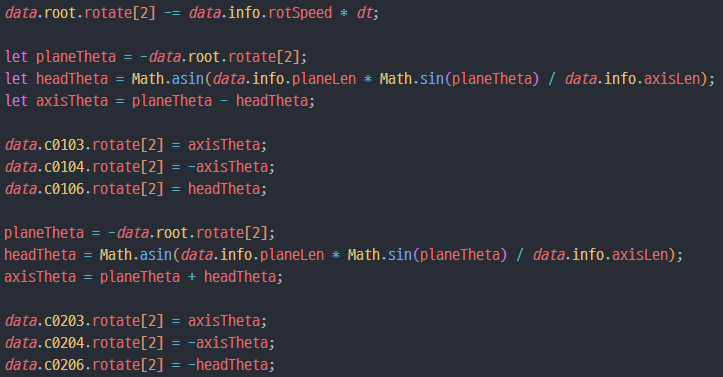 data.root.rotate[2] -= data.info.rotSpeed * dt;
let planeTheta = -data.root.rotate[2];
let headTheta = Math.asin(data.info.planeLen * Math.sin(planeTheta) / data.info.axisLen);
let axisTheta = planeTheta - headTheta;
data.c0103.rotate[2] = axisTheta;
data.c0104.rotate[2] = -axisTheta;
data.c0106.rotate[2] = headTheta;
planeTheta = -data.root.rotate[2];
headTheta = Math.asin(data.info.planeLen * Math.sin(planeTheta) / data.info.axisLen);
axisTheta = planeTheta + headTheta;
data.c0203.rotate[2] = axisTheta;
data.c0204.rotate[2] = -axisTheta;
data.c0206.rotate[2] = -headTheta;